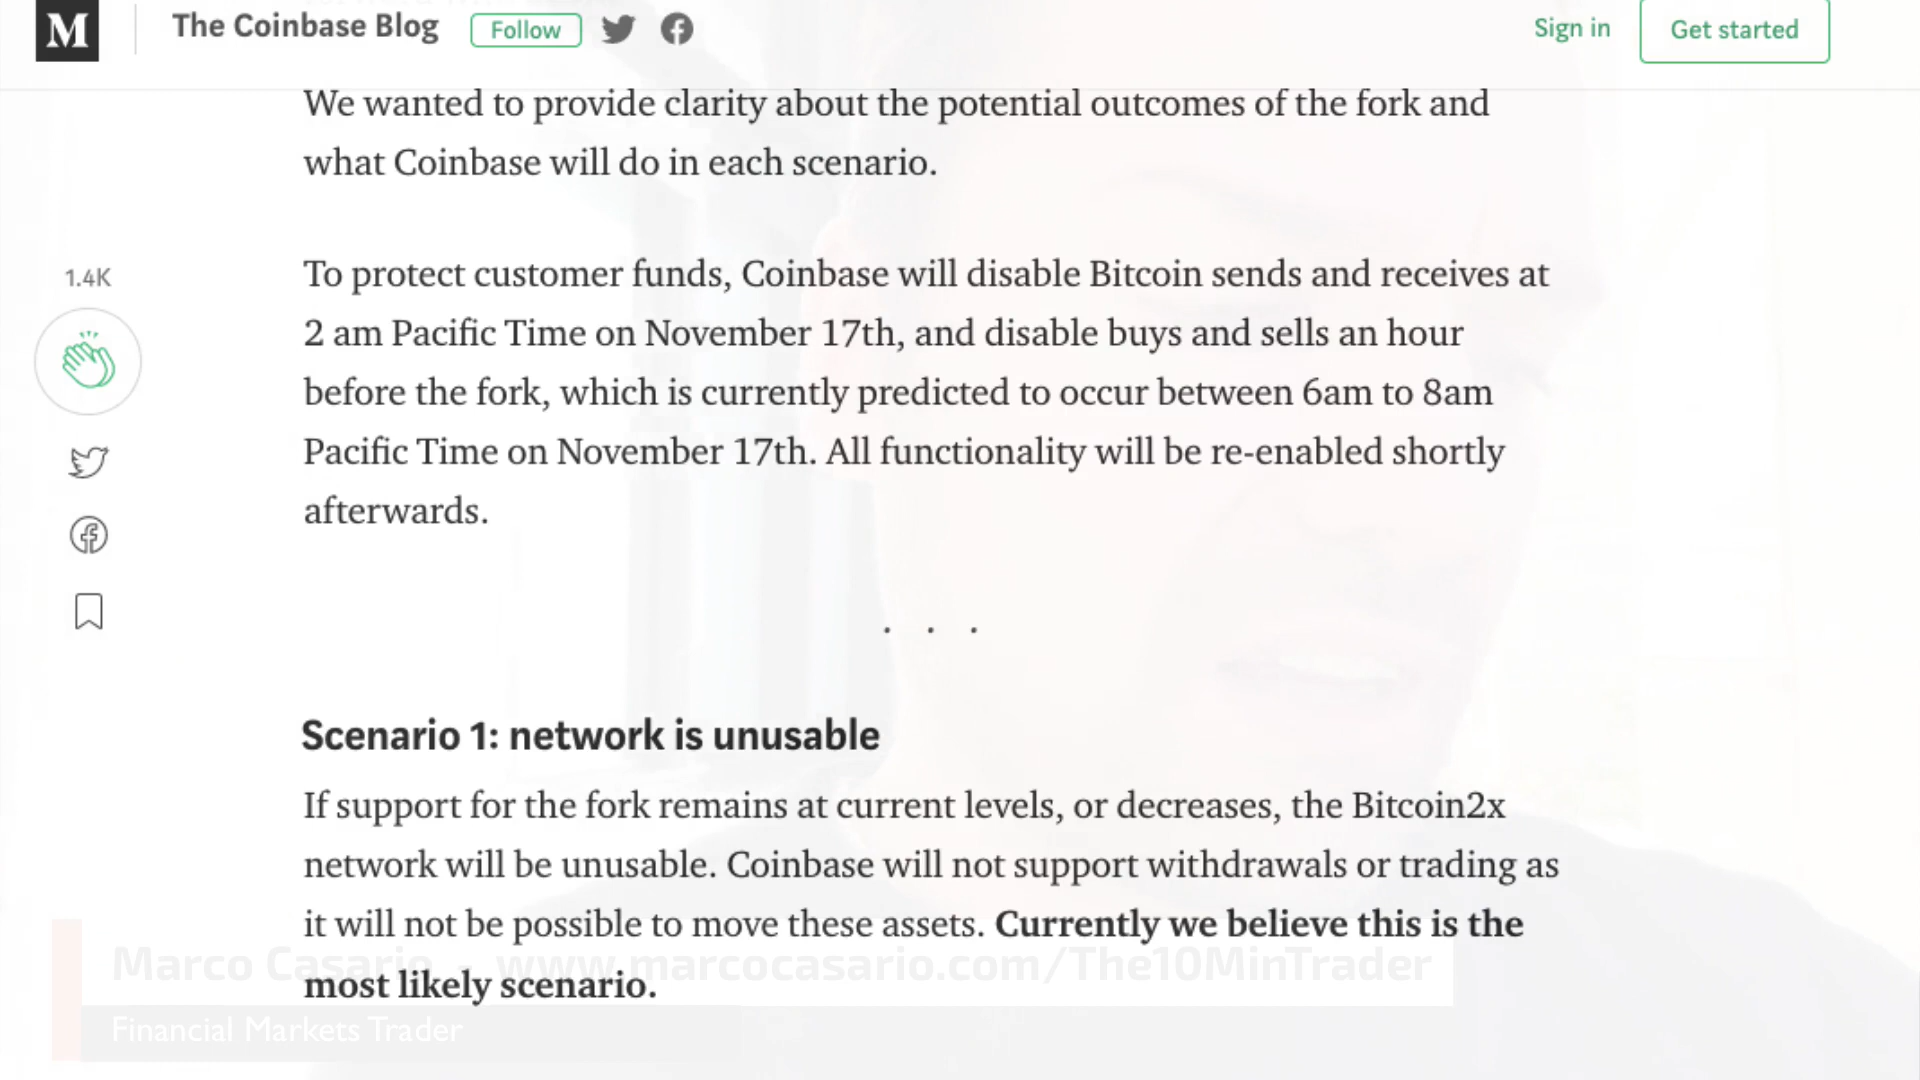 M
The Coinbase Blog
Follow
Sign in
Get started
We wanted to provide clarity about the potential outcomes of the fork and
what Coinbase will do in each scenario.
1.4K
To protect customer funds, Coinbase will disable Bitcoin sends and receives at
2 am Pacific Time on November 17th, and disable buys and sells an hour
before the fork, which is currently predicted to occur between 6am to 8am
Pacific Time on November 17th. All functionality will be re-enabled shortly
afterwards.
. . .
Scenario 1: network is unusable
If support for the fork remains at current levels, or decreases, the Bitcoin2x
network will be unusable. Coinbase will not support withdrawals or trading as
it will not be possible to move these assets. Currently we believe this is the
most likely scenario.
Marco Casario - www.marcocasario.com/The10MinTrader
Financial Markets Trader